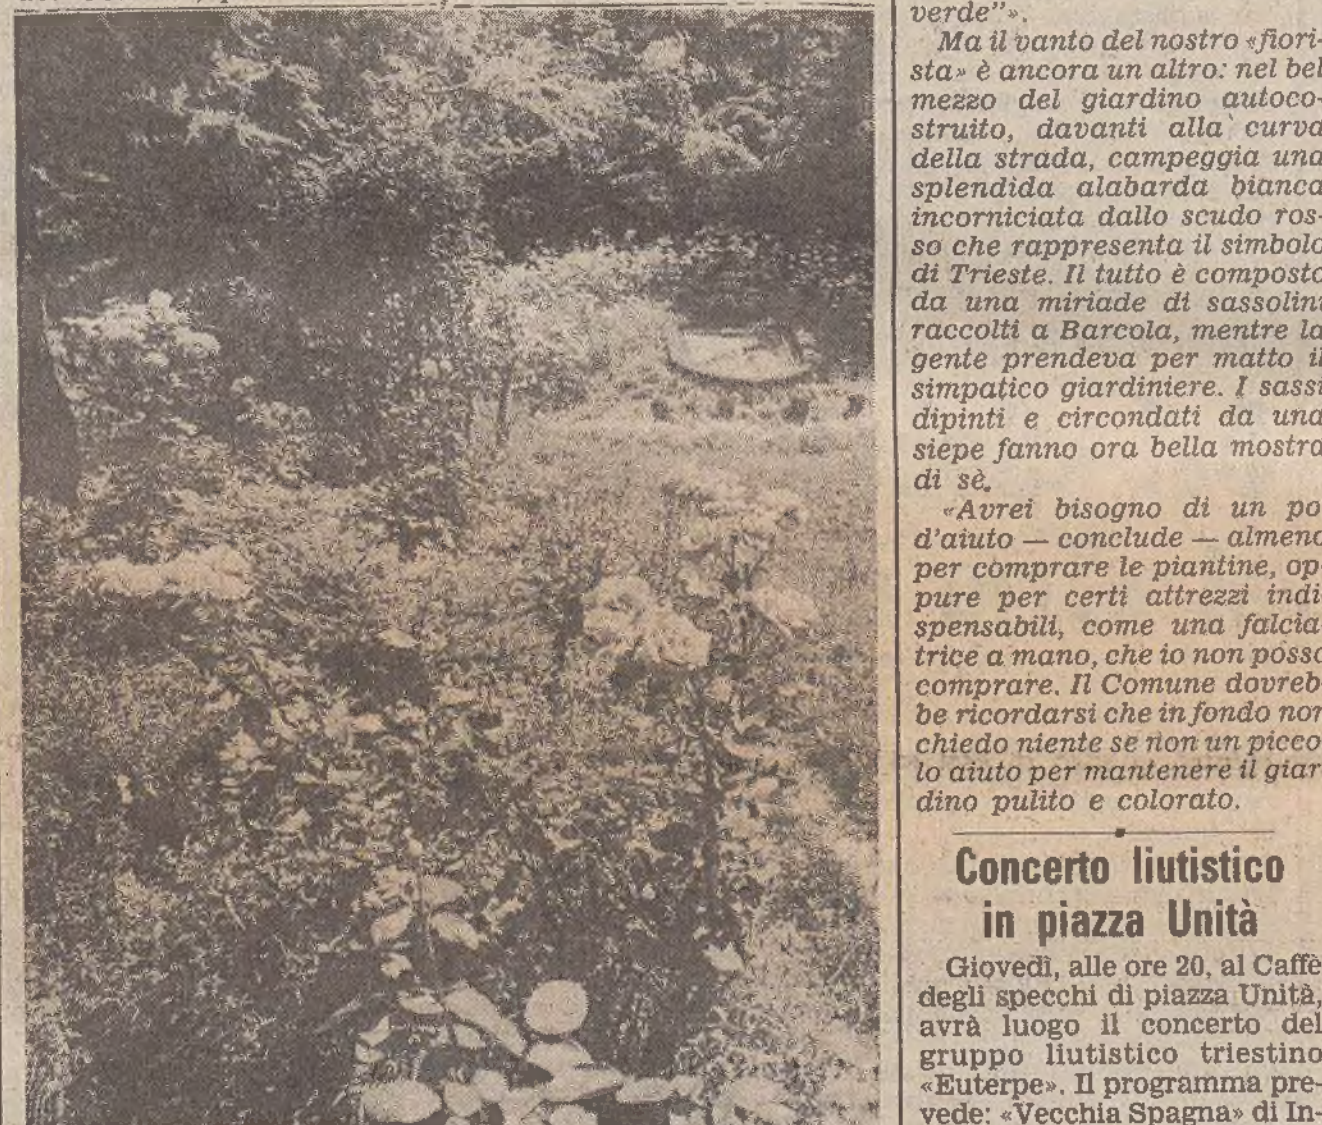 verde"».
Ma il vanto del nostro «fiori-
sta» è ancora un altro: nel bel
mezzo del giardino autoco-
struito, davanti alla curva
della strada, campeggia una
splendida alabarda bianca
incorniciata dallo scudo ros-
so che rappresenta il simbolo
di Trieste. Il tutto è composto
da una miriade di sassolini
raccolti a Barcola, mentre la
gente prendeva per matto il
simpatico giardiniere. I sassi
dipinti e circondati da una
siepe fanno ora bella mostra
di sè.
«Avrei bisogno di un po'
d'aiuto — conclude — almeno
per comprare le piantine, op-
pure per certi attrezzi indi-
spensabili, come una falcia-
trice a mano, che io non posso
comprare. Il Comune dovreb-
be ricordarsi che in fondo non
chiedo niente se non un picco-
lo aiuto per mantenere il giar-
dino pulito e colorato.
Concerto liutistico
in piazza Unità
Giovedì, alle ore 20, al Caffè
degli specchi di piazza Unità,
avrà luogo il concerto del
gruppo liutistico triestino
«Euterpe». Il programma pre-
vede: «Vecchia Spagna» di In-